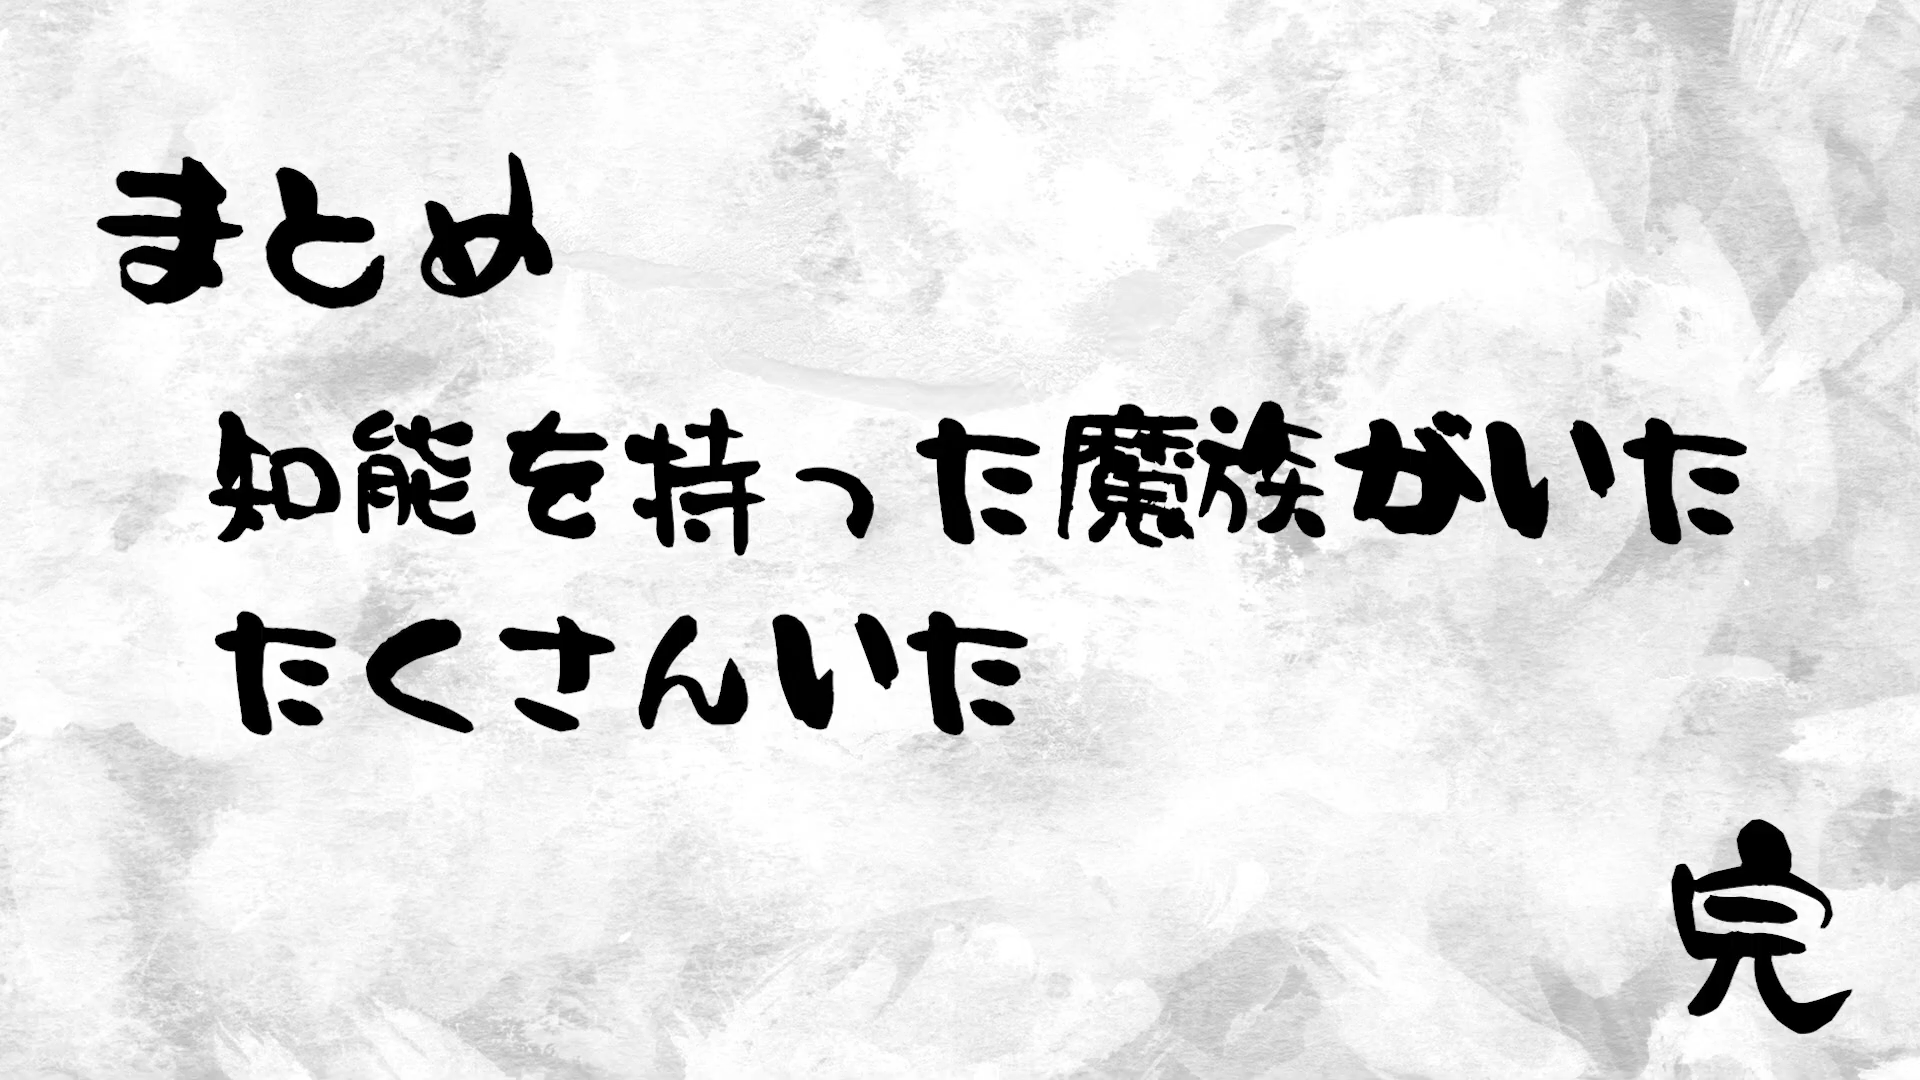 まとめ
知能を持った魔族がいた
たくさんいた
完